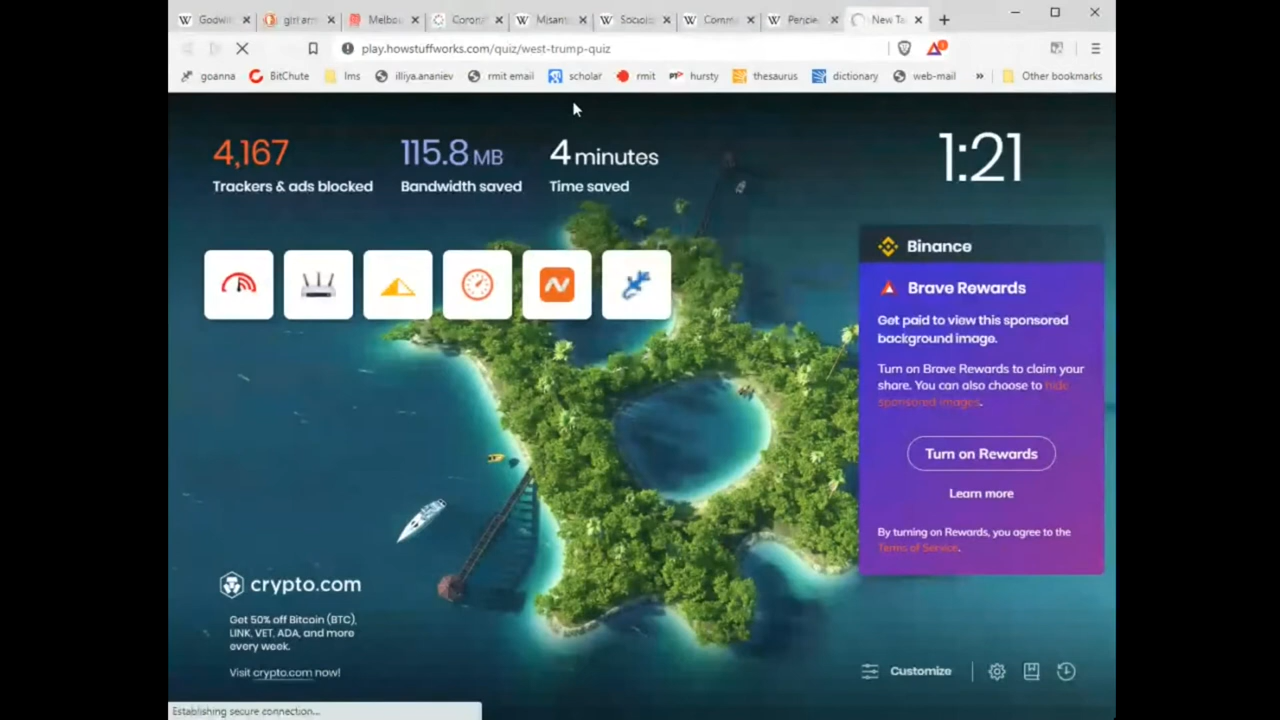 Godwi
girl ar
Melbou
Coron
Misan
Sociolo
Comm
New Ta
play.howstuffworks.com/quiz/west-trump-quiz
1
goanna
BitChute
lms
illiya.ananiev
rmit email
scholar
rmit
hursty
thesaurus
dictionary
web-mail
»
Other bookmarks
4,167
Trackers & ads blocked
115.8 MB
Bandwidth saved
4 minutes
Time saved
1:21
Binance
Brave Rewards
Get paid to view this sponsored
background image.
Turn on Brave Rewards to claim your
share. You can also choose to hide
sponsored images.
Turn on Rewards
Learn more
By turning on Rewards, you agree to the
Terms of Service.
crypto.com
Get 50% off Bitcoin (BTC),
LINK, VET, ADA, and more
every week.
Visit crypto.com now!
Customize
Establishing secure connection...